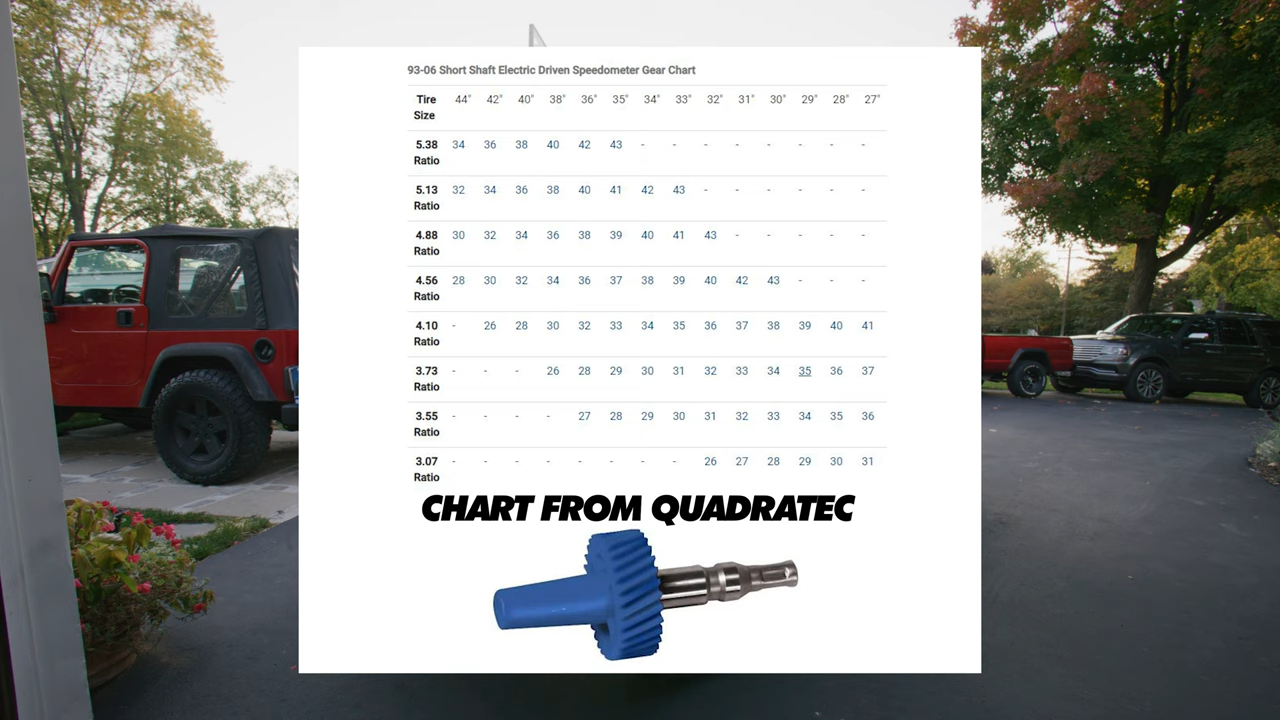 93-06 Short Shaft Electric Driven Speedometer Gear Chart
Tire Size 44" 42" 40" 38" 36" 35" 34" 33" 32" 31" 30" 29" 28" 27"
5.38 Ratio 34 36 38 40 42 43 - - - - - - - -
5.13 Ratio 32 34 36 38 40 41 42 43 - - - - - -
4.88 Ratio 30 32 34 36 38 39 40 41 43 - - - - -
4.56 Ratio 28 30 32 34 36 37 38 39 40 42 43 - - -
4.10 Ratio - 26 28 30 32 33 34 35 36 37 38 39 40 41
3.73 Ratio - - - 26 28 29 30 31 32 33 34 35 36 37
3.55 Ratio - - - - 27 28 29 30 31 32 33 34 35 36
3.07 Ratio - - - - - - - - 26 27 28 29 30 31
CHART FROM QUADRATEC